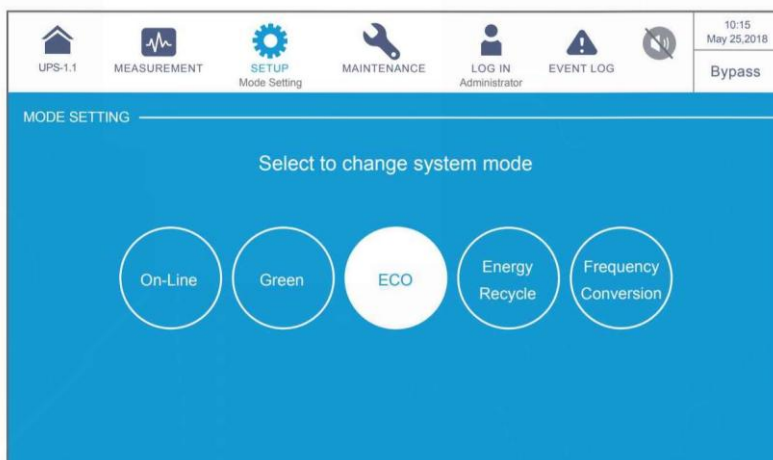 10:15
May 25,2018
UPS-1.1
MEASUREMENT
SETUP
Mode Setting
MAINTENANCE
LOG IN
Administrator
EVENT LOG
Bypass
MODE SETTING
Select to change system mode
On-Line
Green
ECO
Energy
Recycle
Frequency
Conversion